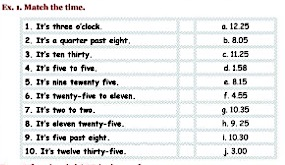 Ex. 1. Match the time.
1. It's three o'clock. a. 12.25
2. It's a quarter past eight. b. 8.05
3. It's ten thirty. c. 11.25
4. It's five to five. d. 1.58
5. It's nine tewenty five. e. 8.15
6. It's twenty-five to eleven. f. 4.55
7. It's two to two. g. 10.35
8. It's eleven twenty-five. h. 9.25
9. It's five past eight. i. 10.30
10. It's twelve thirty-five. j. 3.00